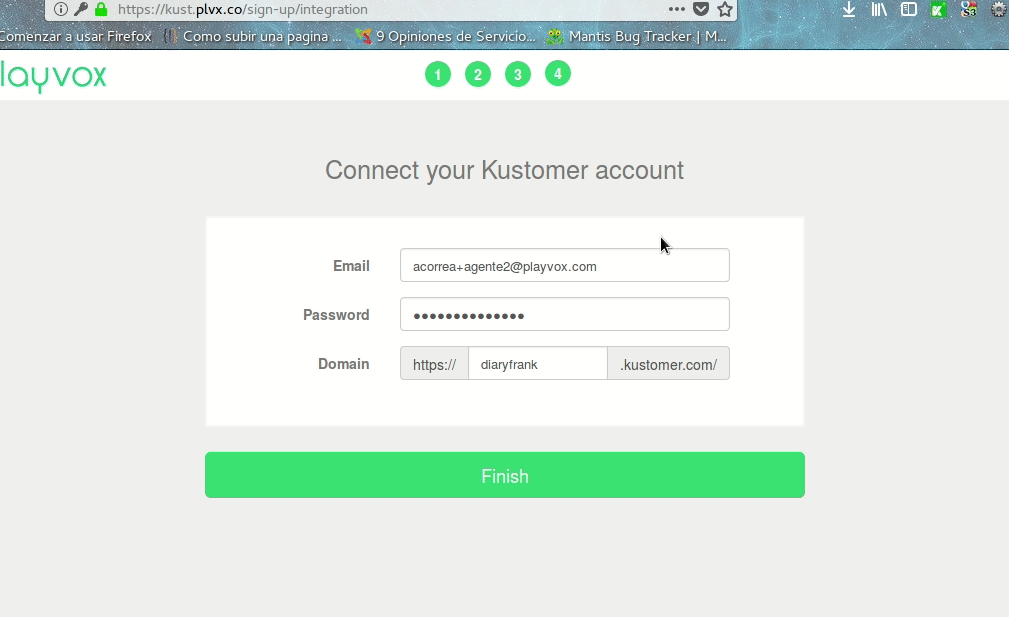 https://kust.plvx.co/sign-up/integration
Comenzar a usar Firefox Como subir una pagina ... 9 Opiniones de Servicio... Mantis Bug Tracker | M...
layvox 1 2 3 4
Connect your Kustomer account
Email acorrea+agente2@playvox.com
Password ●●●●●●●●●●●●●●
Domain https:// diaryfrank .kustomer.com/
Finish